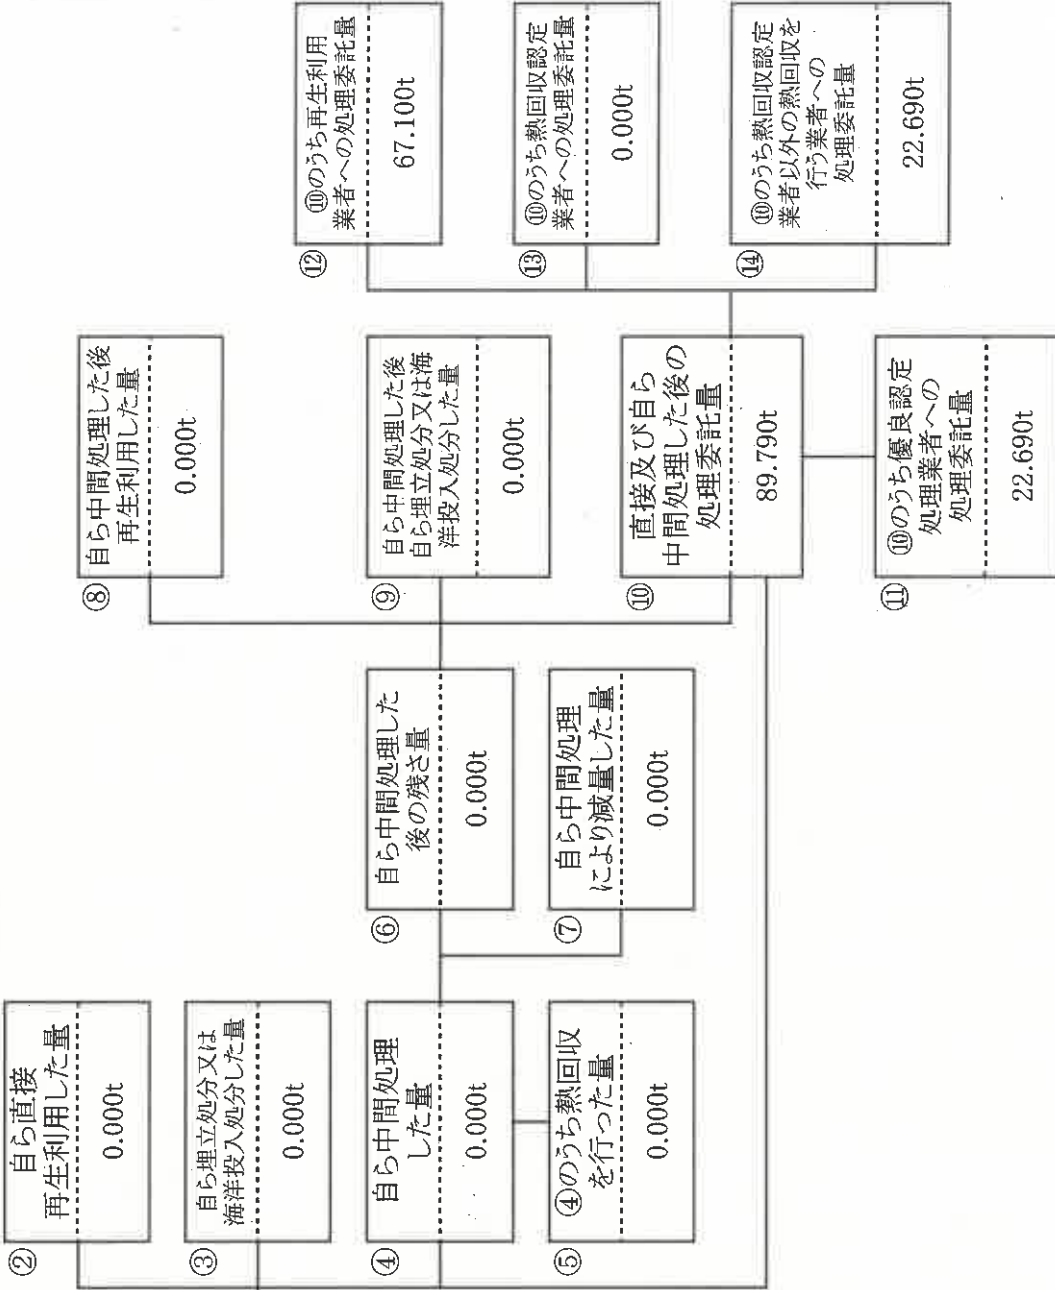 ②
自ら直接
再生利用した量
0.000t
③
自ら埋立処分又は
海洋投入処分した量
0.000t
④
自ら中間処理
した量
0.000t
⑤
④のうち熱回収
を行った量
0.000t
⑥
自ら中間処理した
後の残さ量
0.000t
⑦
自ら中間処理
により減量した量
0.000t
⑧
自ら中間処理した後
再生利用した量
0.000t
⑨
自ら中間処理した後
自ら埋立処分又は海
洋投入処分した量
0.000t
⑩
直接及び自ら
中間処理した後の
処理委託量
89.790t
⑪
⑩のうち優良認定
処理業者への
処理委託量
22.690t
⑫
⑩のうち再生利用
業者への処理委託量
67.100t
⑬
⑩のうち熱回収認定
業者への処理委託量
0.000t
⑭
⑩のうち熱回収認定
業者以外の熱回収を
行う業者への
処理委託量
22.690t